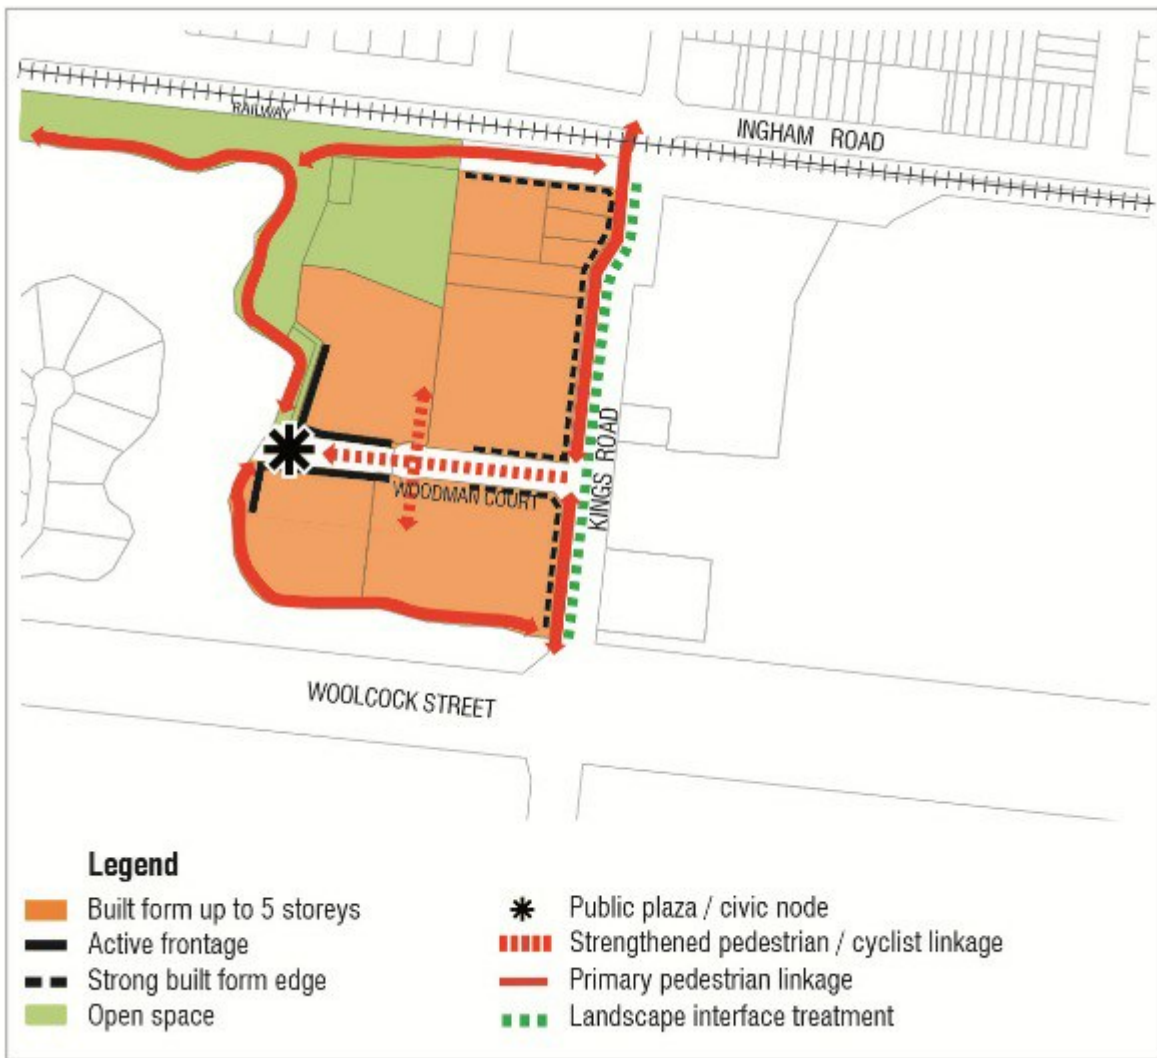 RAILWAY
INGHAM ROAD
KINGS ROAD
WOODMAN COURT
WOOLCOCK STREET
Legend
Built form up to 5 storeys
Active frontage
Strong built form edge
Open space
Public plaza / civic node
Strengthened pedestrian / cyclist linkage
Primary pedestrian linkage
Landscape interface treatment